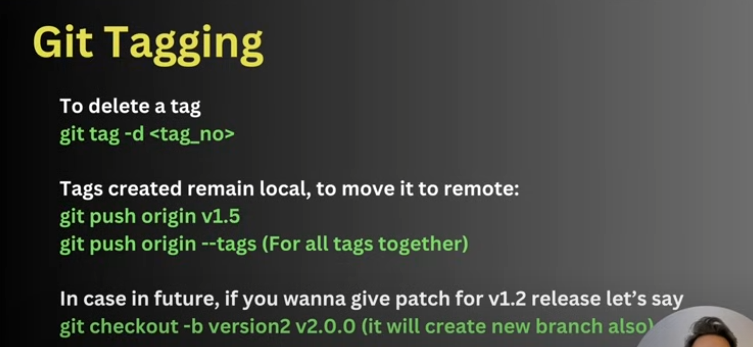 Git Tagging
To delete a tag
git tag -d <tag_no>
Tags created remain local, to move it to remote:
git push origin v1.5
git push origin --tags (For all tags together)
In case in future, if you wanna give patch for v1.2 release let’s say
git checkout -b version2 v2.0.0 (it will create new branch also)